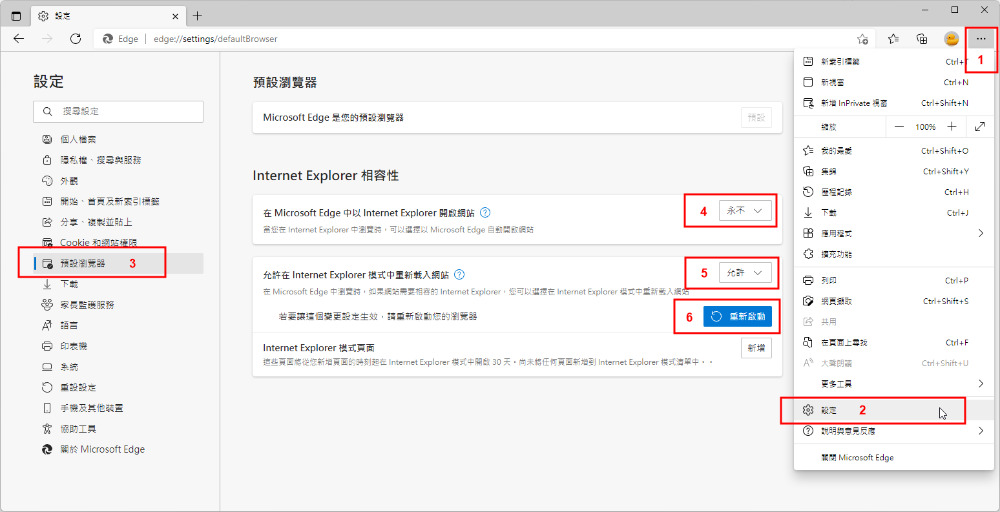 設定
Edge
edge://settings/defaultBrowser
1
設定
搜尋設定
個人檔案
隱私權、搜尋與服務
外觀
開始、首頁及新索引標籤
分享、複製並貼上
Cookie 和網站權限
預設瀏覽器 3
下載
家長監護服務
語言
印表機
系統
重設設定
手機及其他裝置
協助工具
關於 Microsoft Edge
預設瀏覽器
Microsoft Edge 是您的預設瀏覽器 預設
Internet Explorer 相容性
在 Microsoft Edge 中以 Internet Explorer 開啟網站 4 永不
當您在 Internet Explorer 中瀏覽時，可以選擇以 Microsoft Edge 自動開啟網站
允許在 Internet Explorer 模式中重新載入網站 5 允許
在 Microsoft Edge 中瀏覽時，如果網站需要相容的 Internet Explorer，您可以選擇在 Internet Explorer 模式中重新載入網站
若要讓這個變更設定生效，請重新啟動您的瀏覽器 6 重新啟動
Internet Explorer 模式頁面 新增
這些頁面將從您新增頁面的時刻起在 Internet Explorer 模式中開啟 30 天。尚未將任何頁面新增到 Internet Explorer 模式清單中。。
新索引標籤 Ctrl+T
新視窗 Ctrl+N
新增 InPrivate 視窗 Ctrl+Shift+N
縮放 100%
我的最愛 Ctrl+Shift+O
集錦 Ctrl+Shift+Y
歷程記錄 Ctrl+H
下載 Ctrl+J
應用程式
擴充功能
列印 Ctrl+P
網頁擷取 Ctrl+Shift+S
共用
在頁面上尋找 Ctrl+F
大聲朗讀 Ctrl+Shift+U
更多工具
設定 2
說明與意見反應
關閉 Microsoft Edge